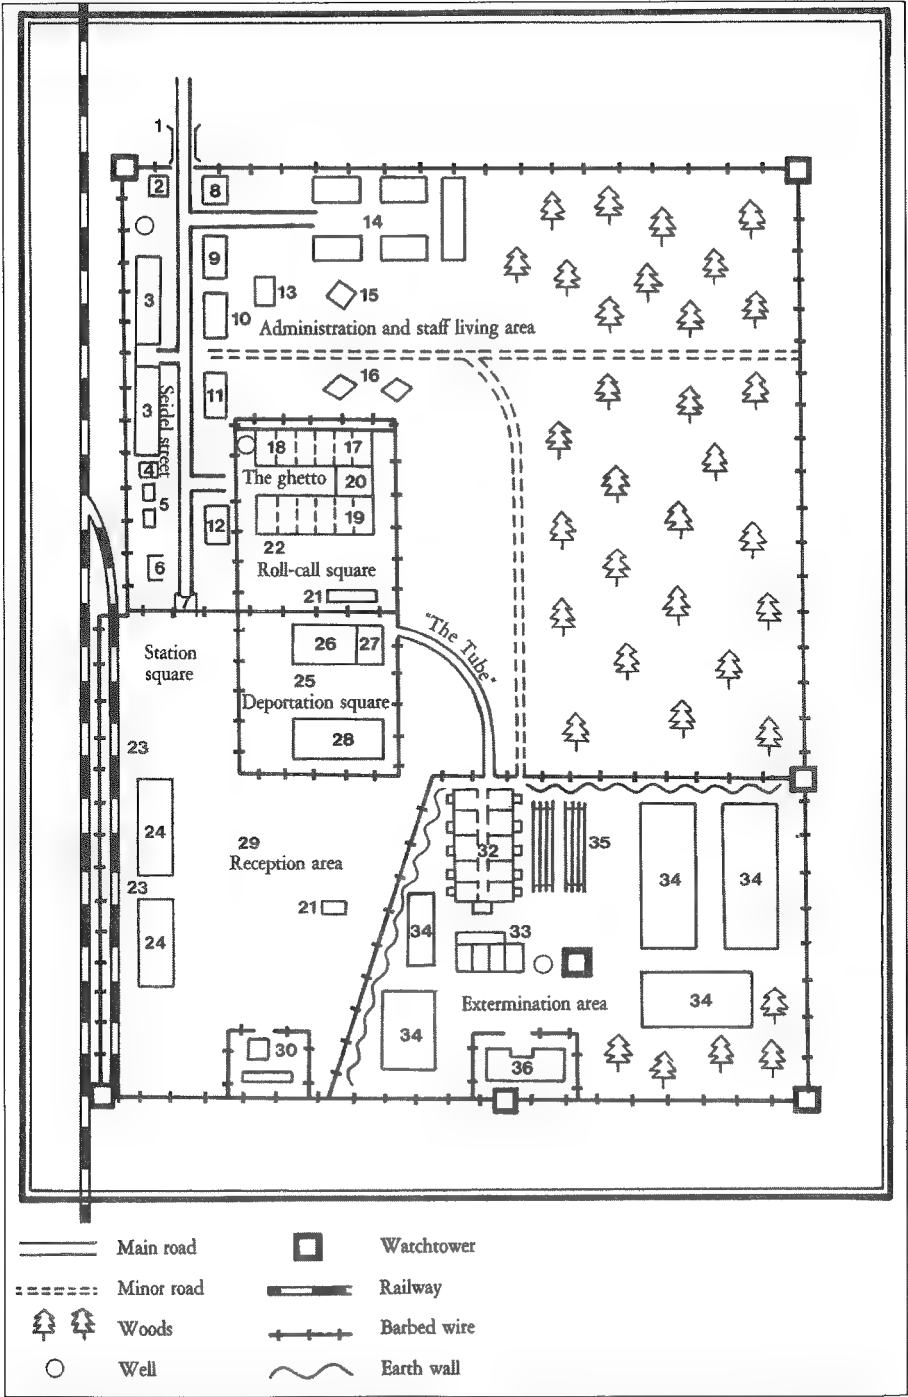 1
2
8
14
9
3
13
15
10
Administration and staff living area
16
3
Seidel street
11
18
17
4
The ghetto
20
5
19
12
22
6
Roll-call square
21
7
"The Tube"
Station
square
26
27
25
Deportation square
23
28
24
29
Reception area
32
35
34
34
23
21
34
33
24
Extermination area
34
30
34
36
Main road
Watchtower
Minor road
Railway
Woods
Barbed wire
Well
Earth wall